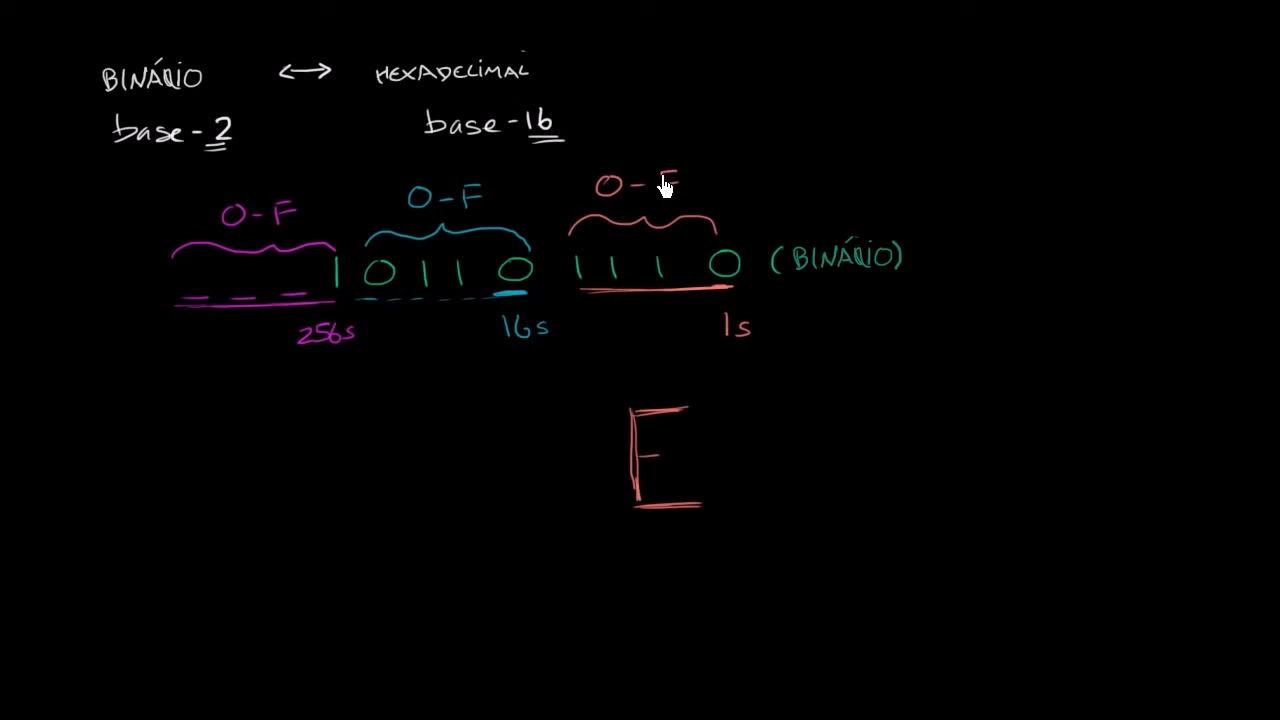 BINÁRIO ↔ HEXADECIMAL
base-2 base-16
0-F 0-F 0-F
_ _ _ 1 0 1 1 0 1 1 1 0 (BINÁRIO)
256s 16s 1s
E